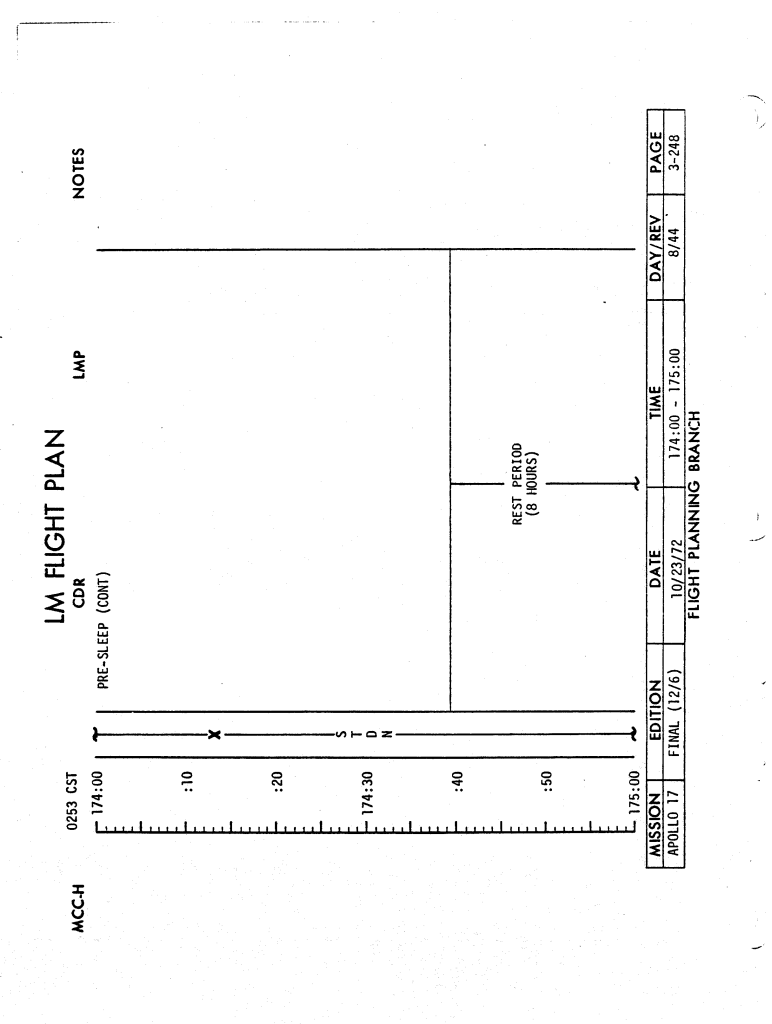 LM FLIGHT PLAN
MCC-H 0253 CST CDR LMP NOTES
174:00 PRE-SLEEP (CONT)
:10
X
:20
174:30
S
T
D
N
:40
REST PERIOD
(8 HOURS)
:50
175:00
MISSION EDITION DATE TIME DAY/REV PAGE
APOLLO 17 FINAL (12/6) 10/23/72 174:00 - 175:00 8/44 3-248
FLIGHT PLANNING BRANCH